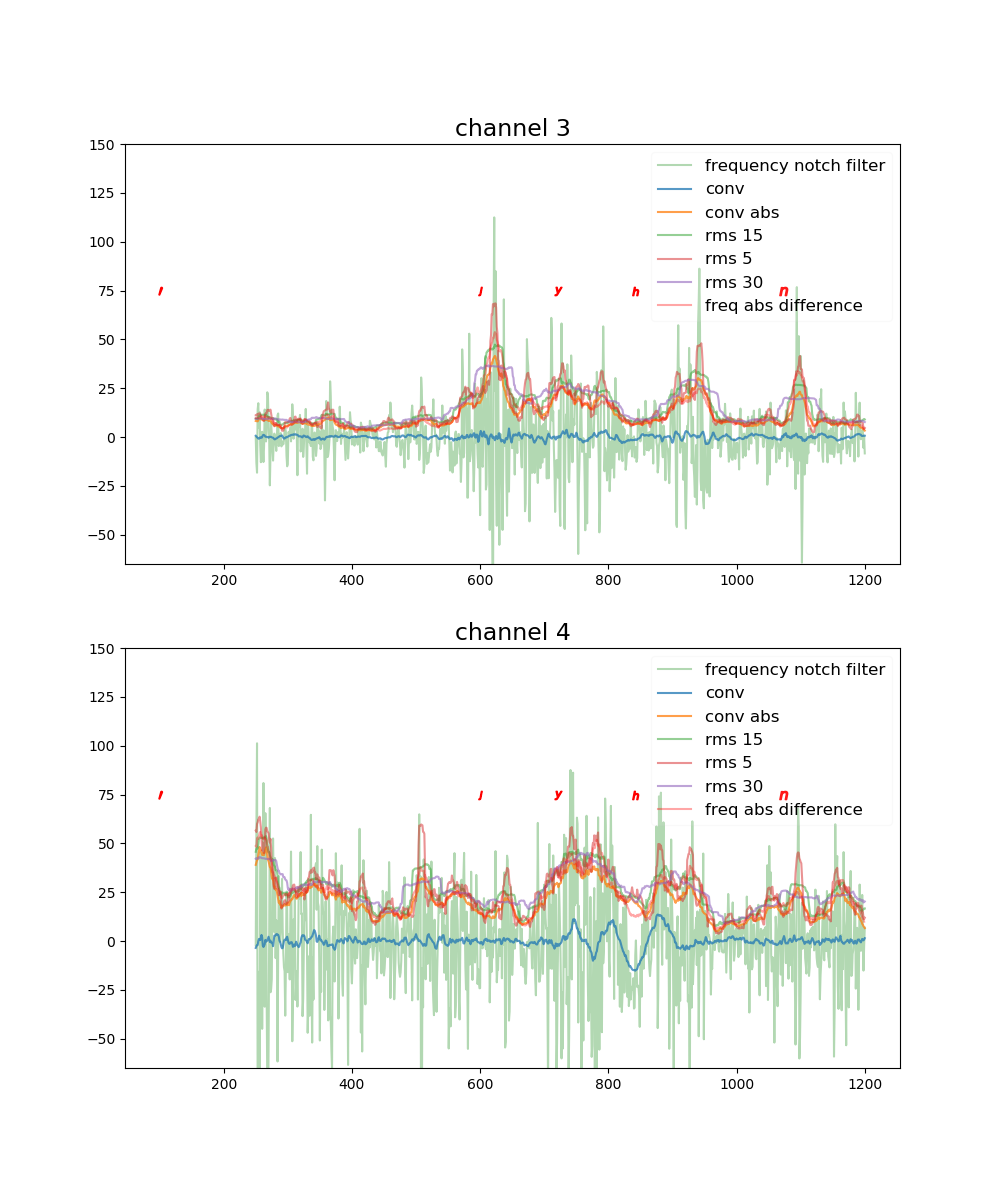 channel 3
150
125
100
75
50
25
0
−25
−50
frequency notch filter
conv
conv abs
rms 15
rms 5
rms 30
freq abs difference
j y h n
200 400 600 800 1000 1200
channel 4
150
125
100
75
50
25
0
−25
−50
frequency notch filter
conv
conv abs
rms 15
rms 5
rms 30
freq abs difference
j y h n
200 400 600 800 1000 1200